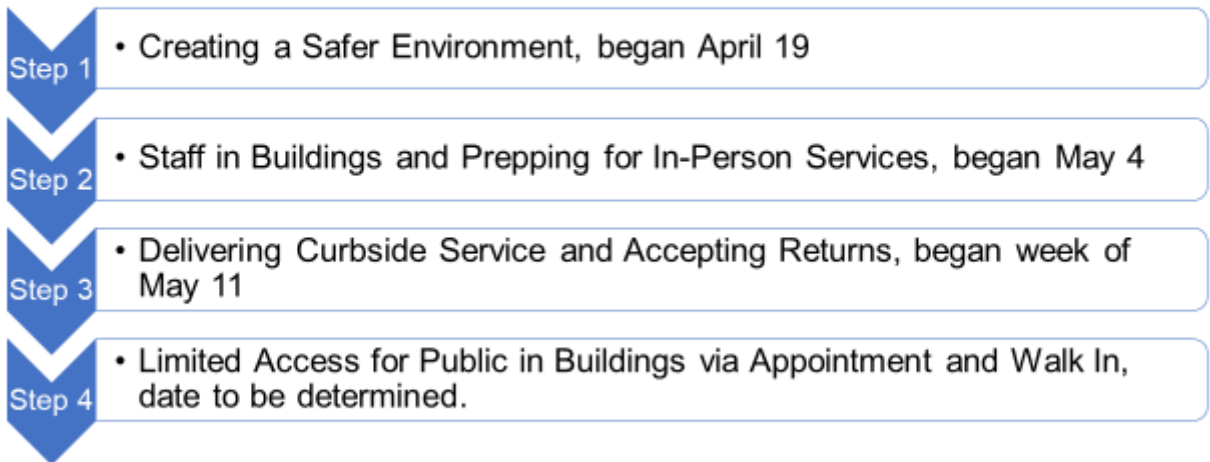 Step 1
• Creating a Safer Environment, began April 19
Step 2
• Staff in Buildings and Prepping for In-Person Services, began May 4
Step 3
• Delivering Curbside Service and Accepting Returns, began week of
May 11
Step 4
• Limited Access for Public in Buildings via Appointment and Walk In,
date to be determined.